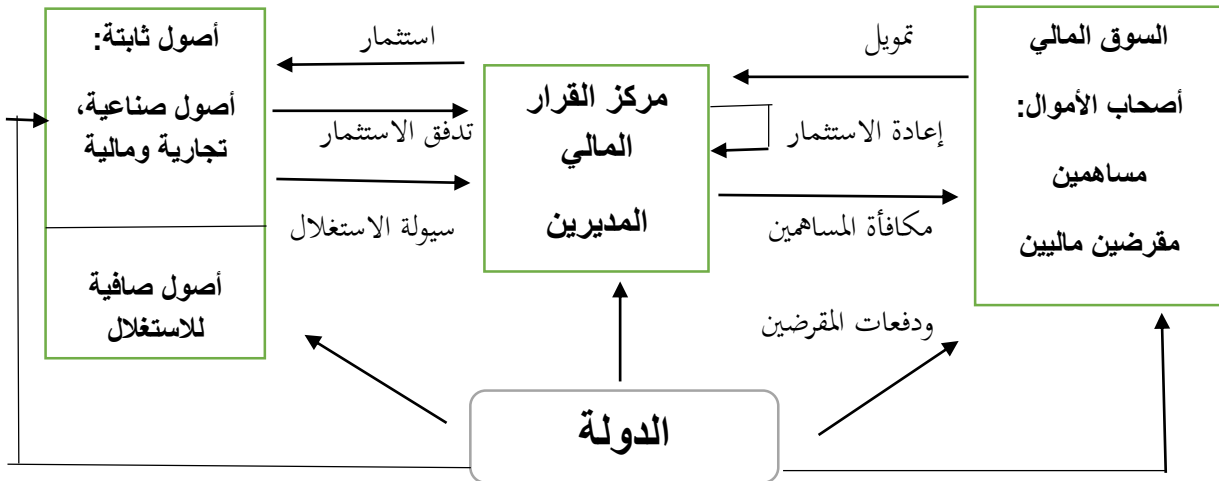 السوق المالي
أصحاب الأموال:
مساهمين
مقرضين ماليين
تمويل
إعادة الاستثمار
مكافأة المساهمين
ودفعات المقرضين
مركز القرار
المالي
المديرين
استثمار
تدفق الاستثمار
سيولة الاستغلال
أصول ثابتة:
أصول صناعية،
تجارية ومالية
أصول صافية
للاستغلال
الدولة